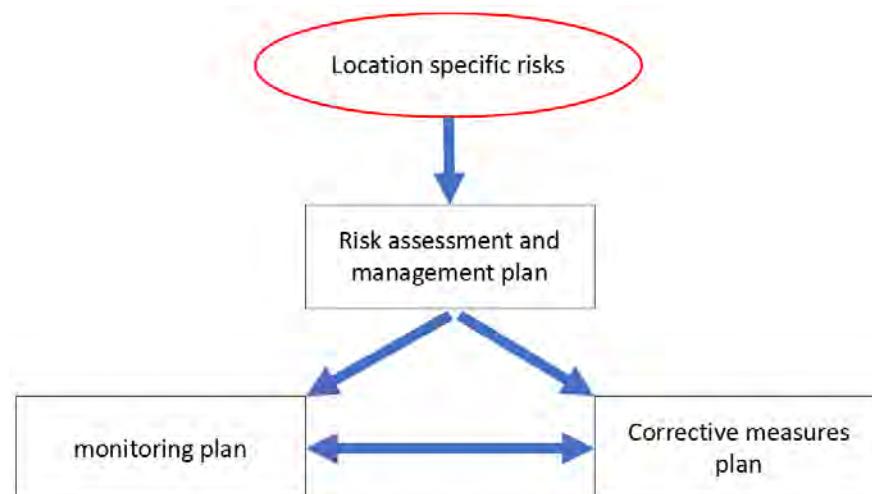 Location specific risks
Risk assessment and
management plan
monitoring plan
Corrective measures
plan